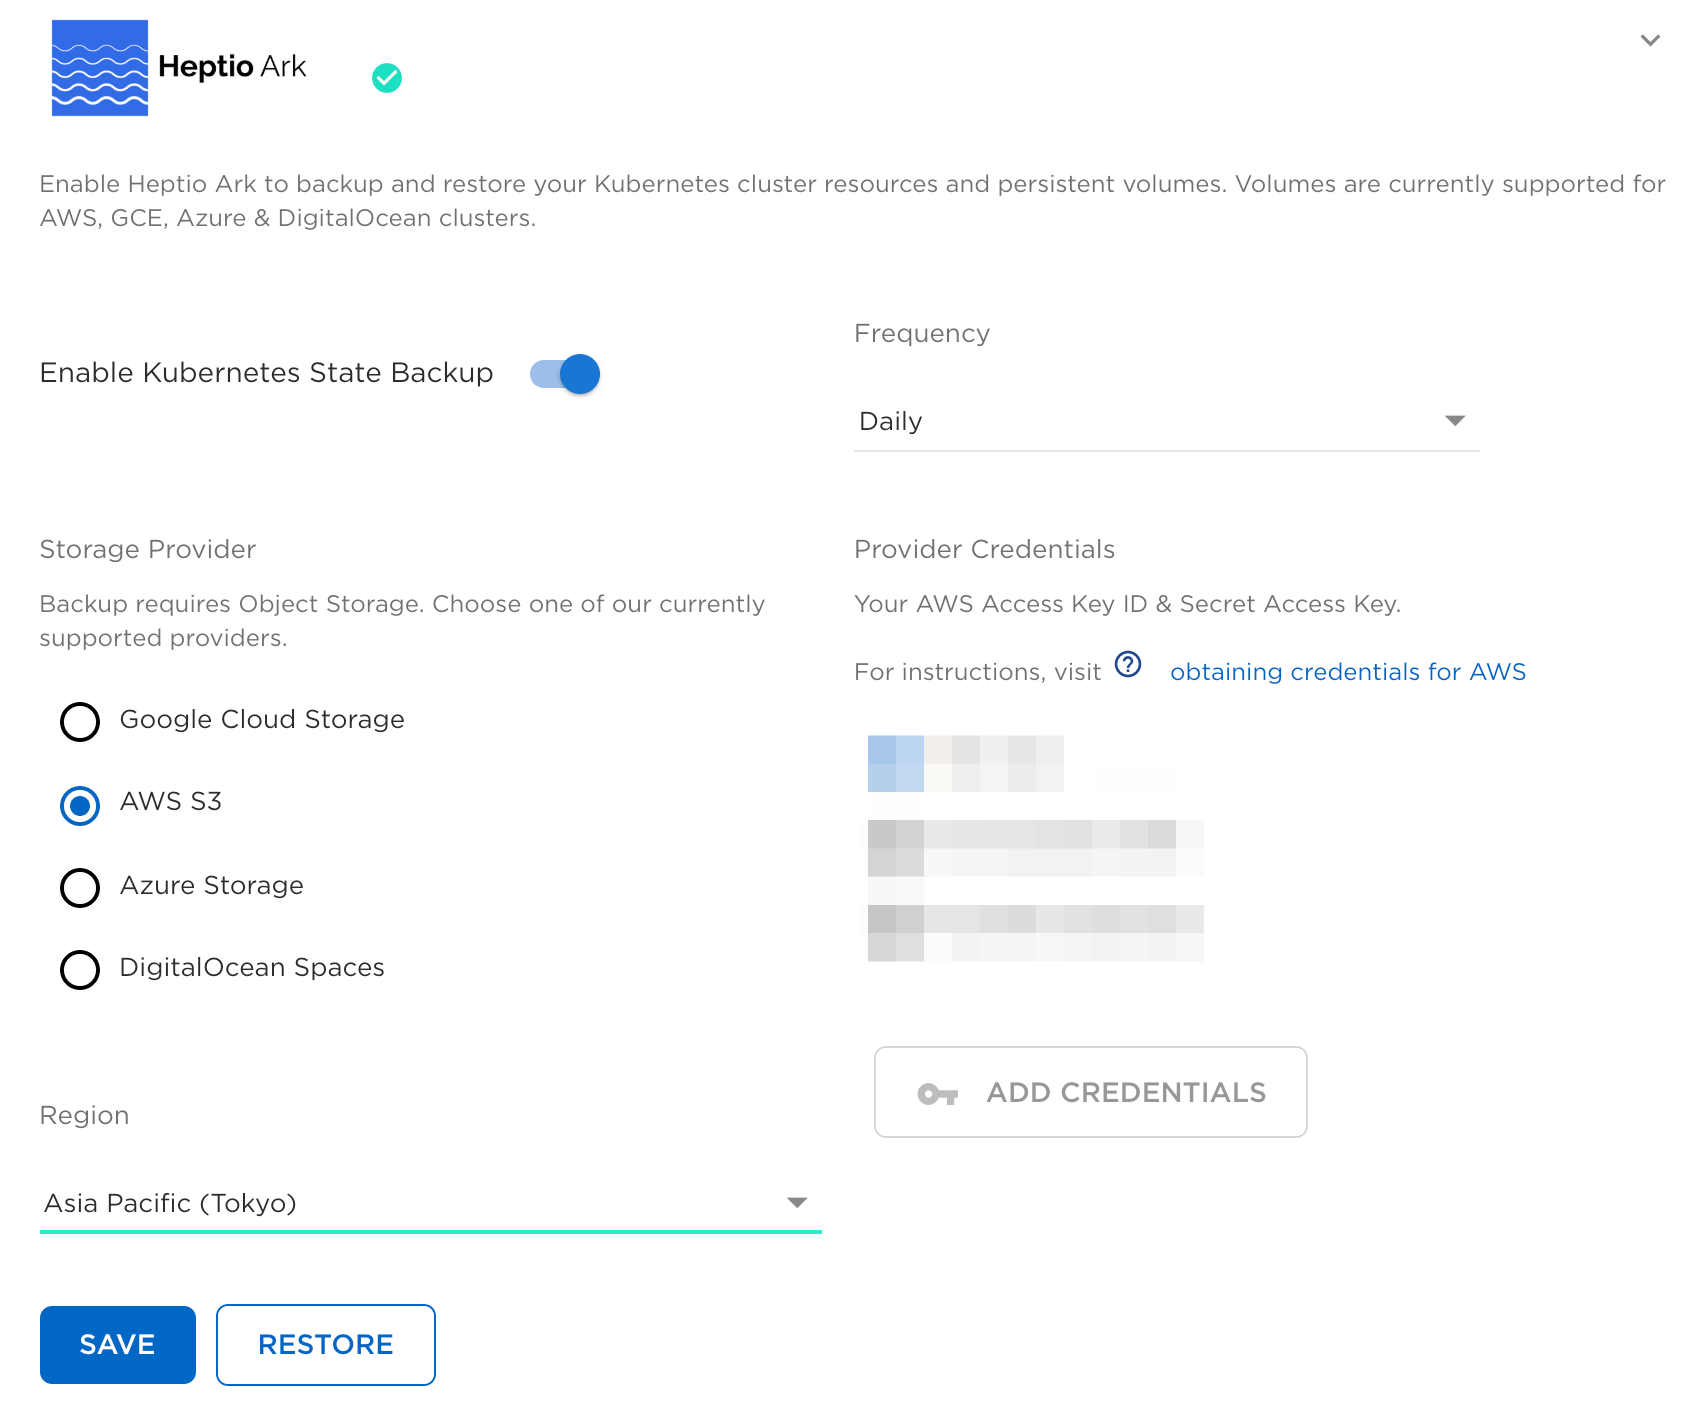 Heptio Ark
Enable Heptio Ark to backup and restore your Kubernetes cluster resources and persistent volumes. Volumes are currently supported for
AWS, GCE, Azure & DigitalOcean clusters.
Enable Kubernetes State Backup
Frequency
Daily
Storage Provider
Backup requires Object Storage. Choose one of our currently
supported providers.
Google Cloud Storage
AWS S3
Azure Storage
DigitalOcean Spaces
Provider Credentials
Your AWS Access Key ID & Secret Access Key.
For instructions, visit ? obtaining credentials for AWS
ADD CREDENTIALS
Region
Asia Pacific (Tokyo)
SAVE
RESTORE